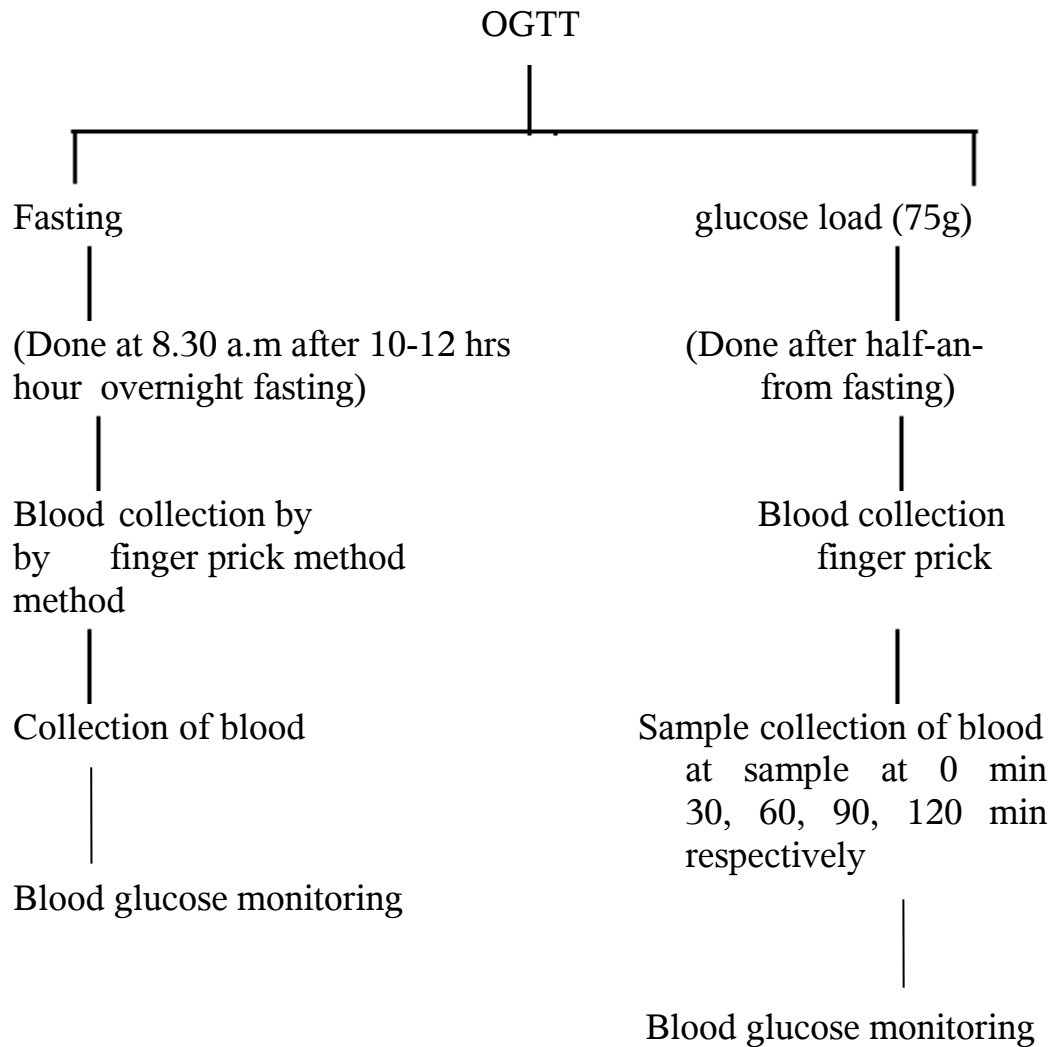 OGTT
Fasting
glucose load (75g)
(Done at 8.30 a.m after 10-12 hrs
hour overnight fasting)
(Done after half-an-
from fasting)
Blood collection by
by finger prick method
method
Blood collection
finger prick
Collection of blood
Sample collection of blood
at sample at 0 min
30, 60, 90, 120 min
respectively
Blood glucose monitoring
Blood glucose monitoring